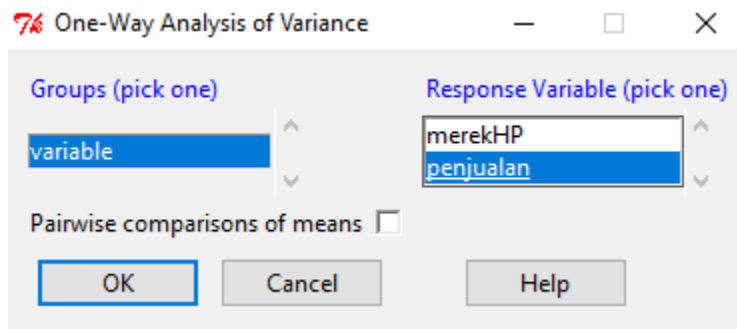 One-Way Analysis of Variance
Groups (pick one)
Response Variable (pick one)
variable
merekHP
penjualan
Pairwise comparisons of means
OK
Cancel
Help